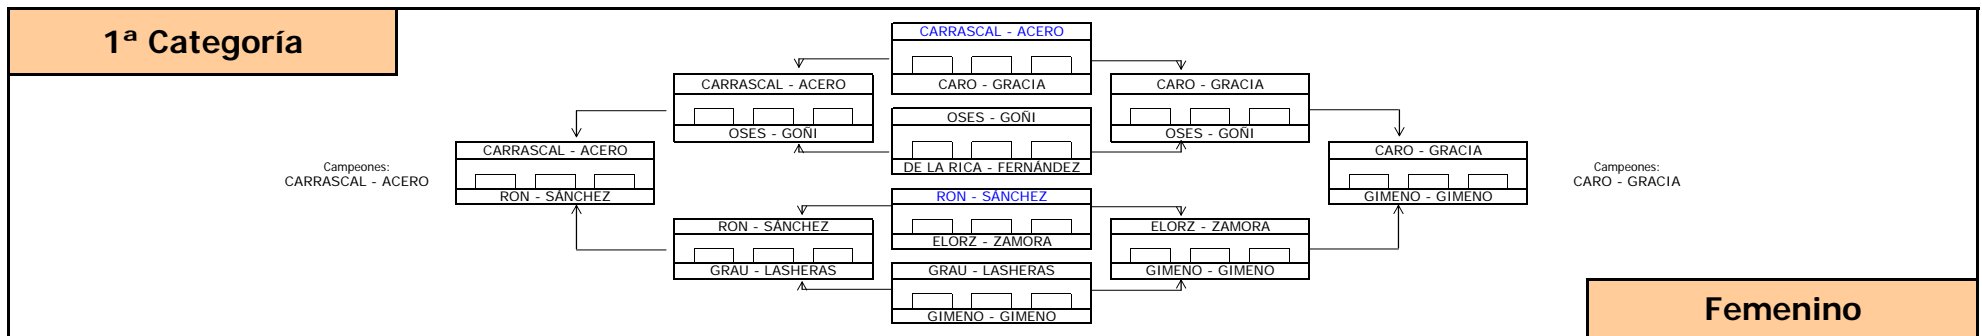 1ª Categoría
CARRASCAL - ACERO
CARO - GRACIA
CARRASCAL - ACERO
OSES - GOÑI
CARO - GRACIA
OSES - GOÑI
OSES - GOÑI
DE LA RICA - FERNÁNDEZ
CARRASCAL - ACERO
RON - SÁNCHEZ
Campeones:
CARRASCAL - ACERO
CARO - GRACIA
GIMENO - GIMENO
Campeones:
CARO - GRACIA
RON - SÁNCHEZ
ELORZ - ZAMORA
RON - SÁNCHEZ
GRAU - LASHERAS
ELORZ - ZAMORA
GIMENO - GIMENO
GRAU - LASHERAS
GIMENO - GIMENO
Femenino